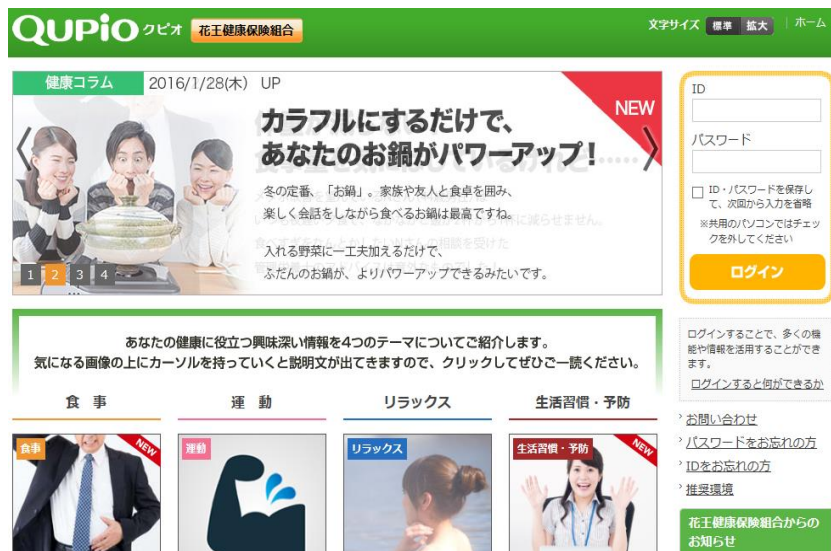 QUPiO クピオ 花王健康保険組合
文字サイズ 標準 拡大 ホーム
健康コラム 2016/1/28(木) UP
NEW
カラフルにするだけで、
あなたのお鍋がパワーアップ!
冬の定番、「お鍋」。家族や友人と食卓を囲み、
楽しく会話をしながら食べるお鍋は最高ですね。
入れる野菜に一工夫加えるだけで、
ふだんのお鍋が、よりパワーアップできるみたいです。
1 2 3 4
ID
パスワード
ID・パスワードを保存し
て、次回から入力を省略
※共用のパソコンではチェッ
クを外してください
ログイン
ログインすることで、多くの機
能や情報を活用することができ
ます。
ログインすると何ができるか
お問い合わせ
パスワードをお忘れの方
IDをお忘れの方
推奨環境
花王健康保険組合からの
お知らせ
あなたの健康に役立つ興味深い情報を4つのテーマについてご紹介します。
気になる画像の上にカーソルを持っていくと説明文が出てきますので、クリックしてぜひご一読ください。
食 事 運 動 リラックス 生活習慣・予防
食事 NEW 運動 リラックス 生活習慣・予防 NEW